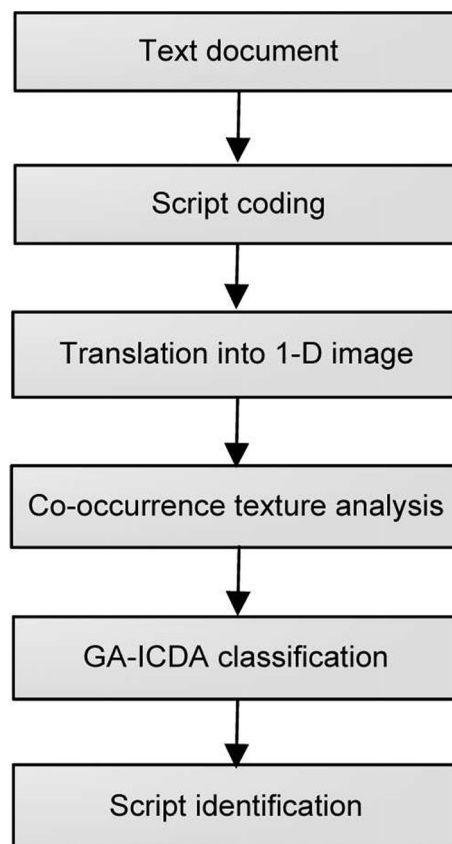 Text document
Script coding
Translation into 1-D image
Co-occurrence texture analysis
GA-ICDA classification
Script identification